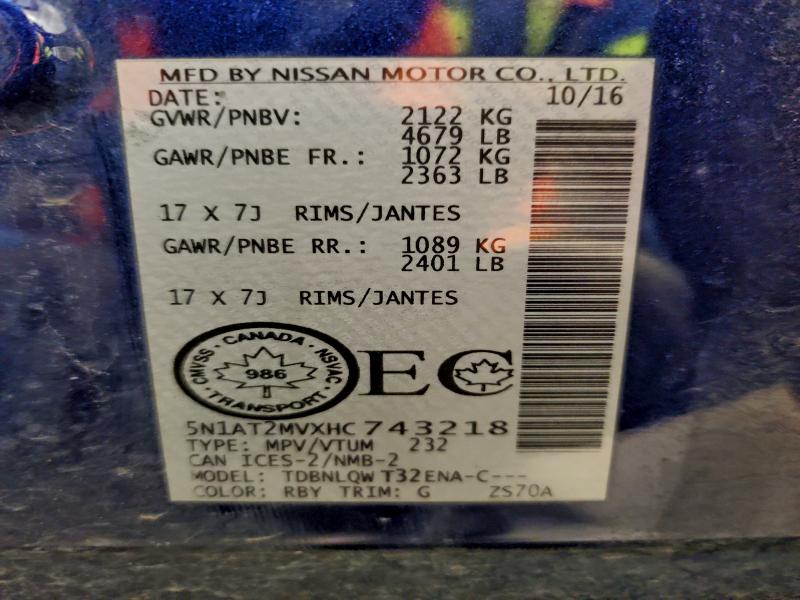 MFD BY NISSAN MOTOR CO., LTD.
DATE: 10/16
GVWR/PNBV: 2122 KG
4679 LB
GAWR/PNBE FR.: 1072 KG
2363 LB
17 X 7J RIMS/JANTES
GAWR/PNBE RR.: 1089 KG
2401 LB
17 X 7J RIMS/JANTES
CANADA · NSVAC · TRANSPORT · CMVSS
986
EC
5N1AT2MVXHC743218
TYPE: MPV/VTUM 232
CAN ICES-2/NMB-2
MODEL: TDBNLQWT32ENA-C---
COLOR: RBY TRIM: G ZS70A